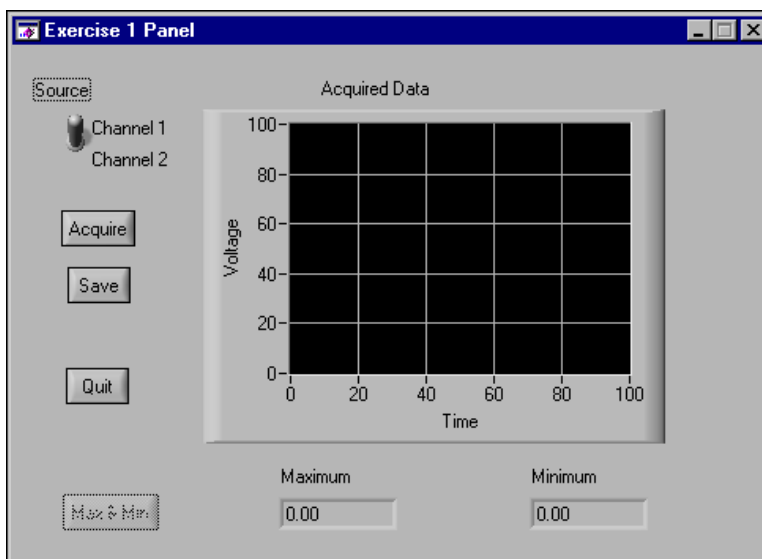 Exercise 1 Panel
Source
Channel 1
Channel 2
Acquire
Save
Quit
Max & Min
Acquired Data
Voltage
100
80
60
40
20
0
0 20 40 60 80 100
Time
Maximum
0.00
Minimum
0.00